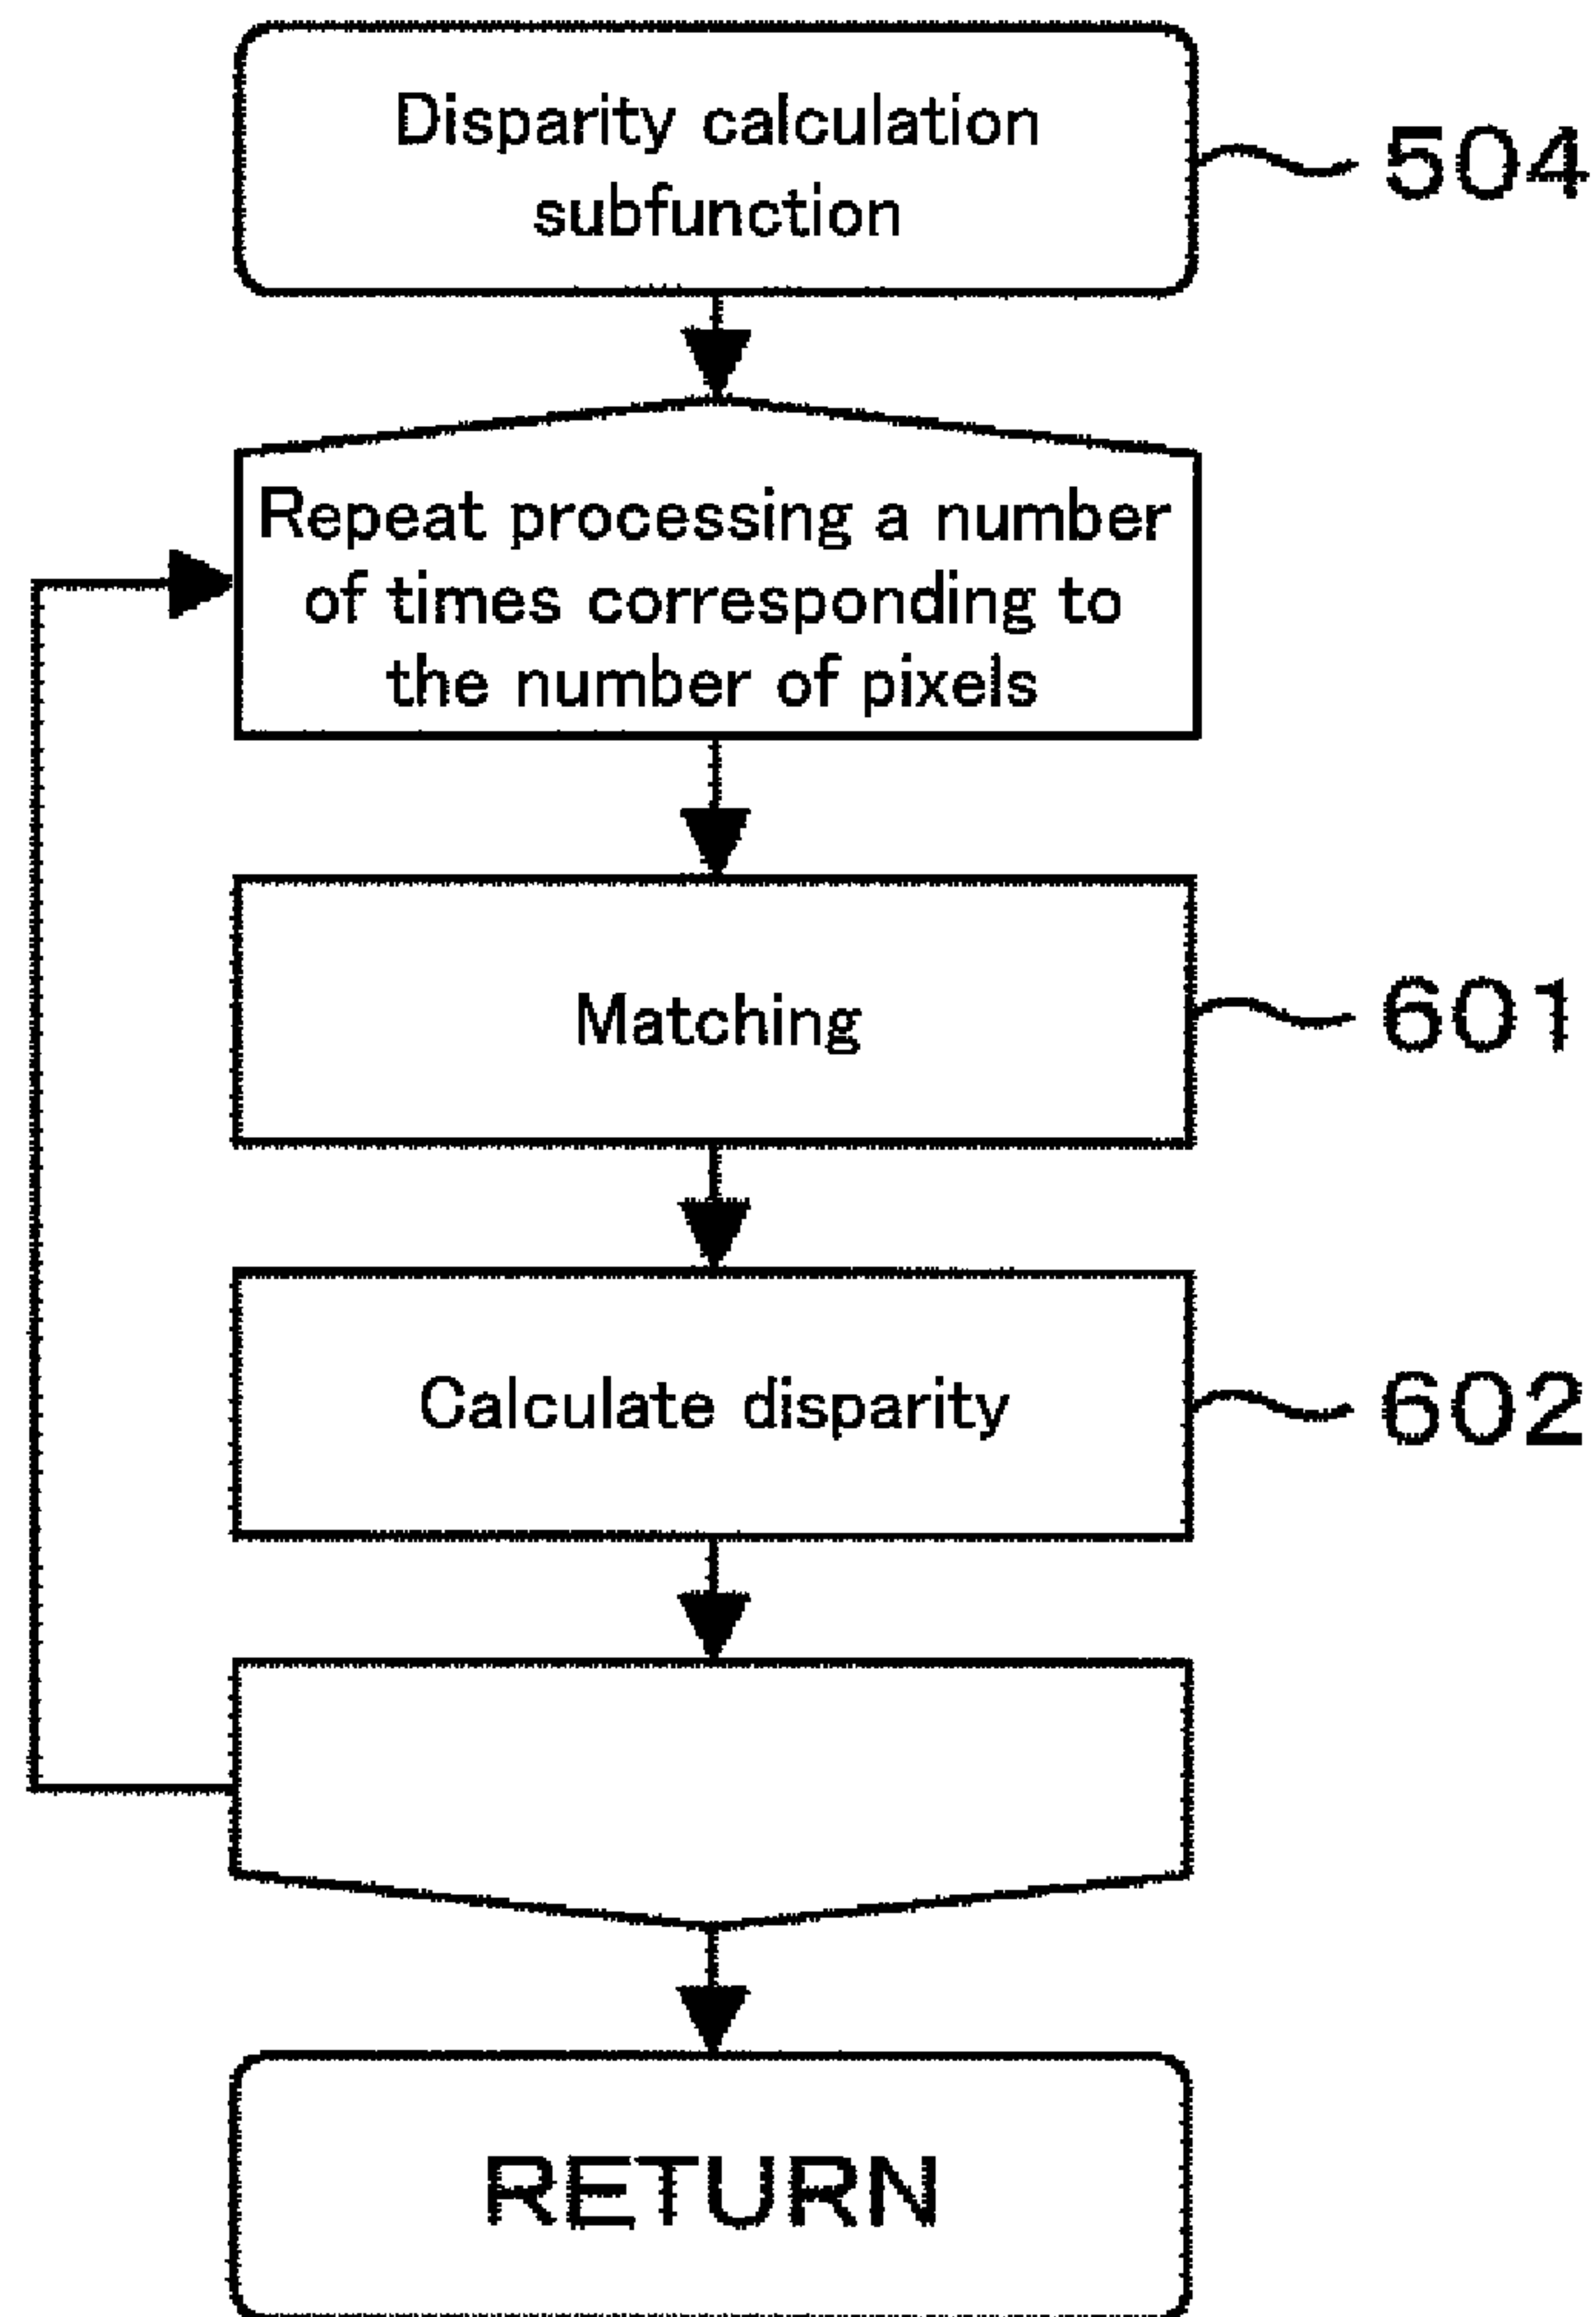 Disparity calculation
subfunction
504
Repeat processing a number
of times corresponding to
the number of pixels
Matching
601
Calculate disparity
602
RETURN